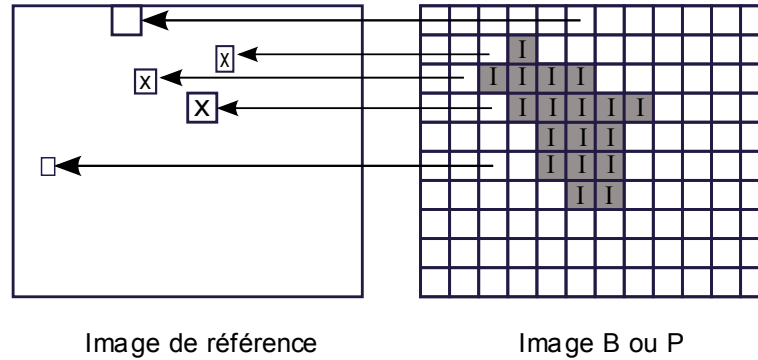 I
x
x
I I I I
X
I I I I I
I I I
I I I
I I
Image de référence
Image B ou P